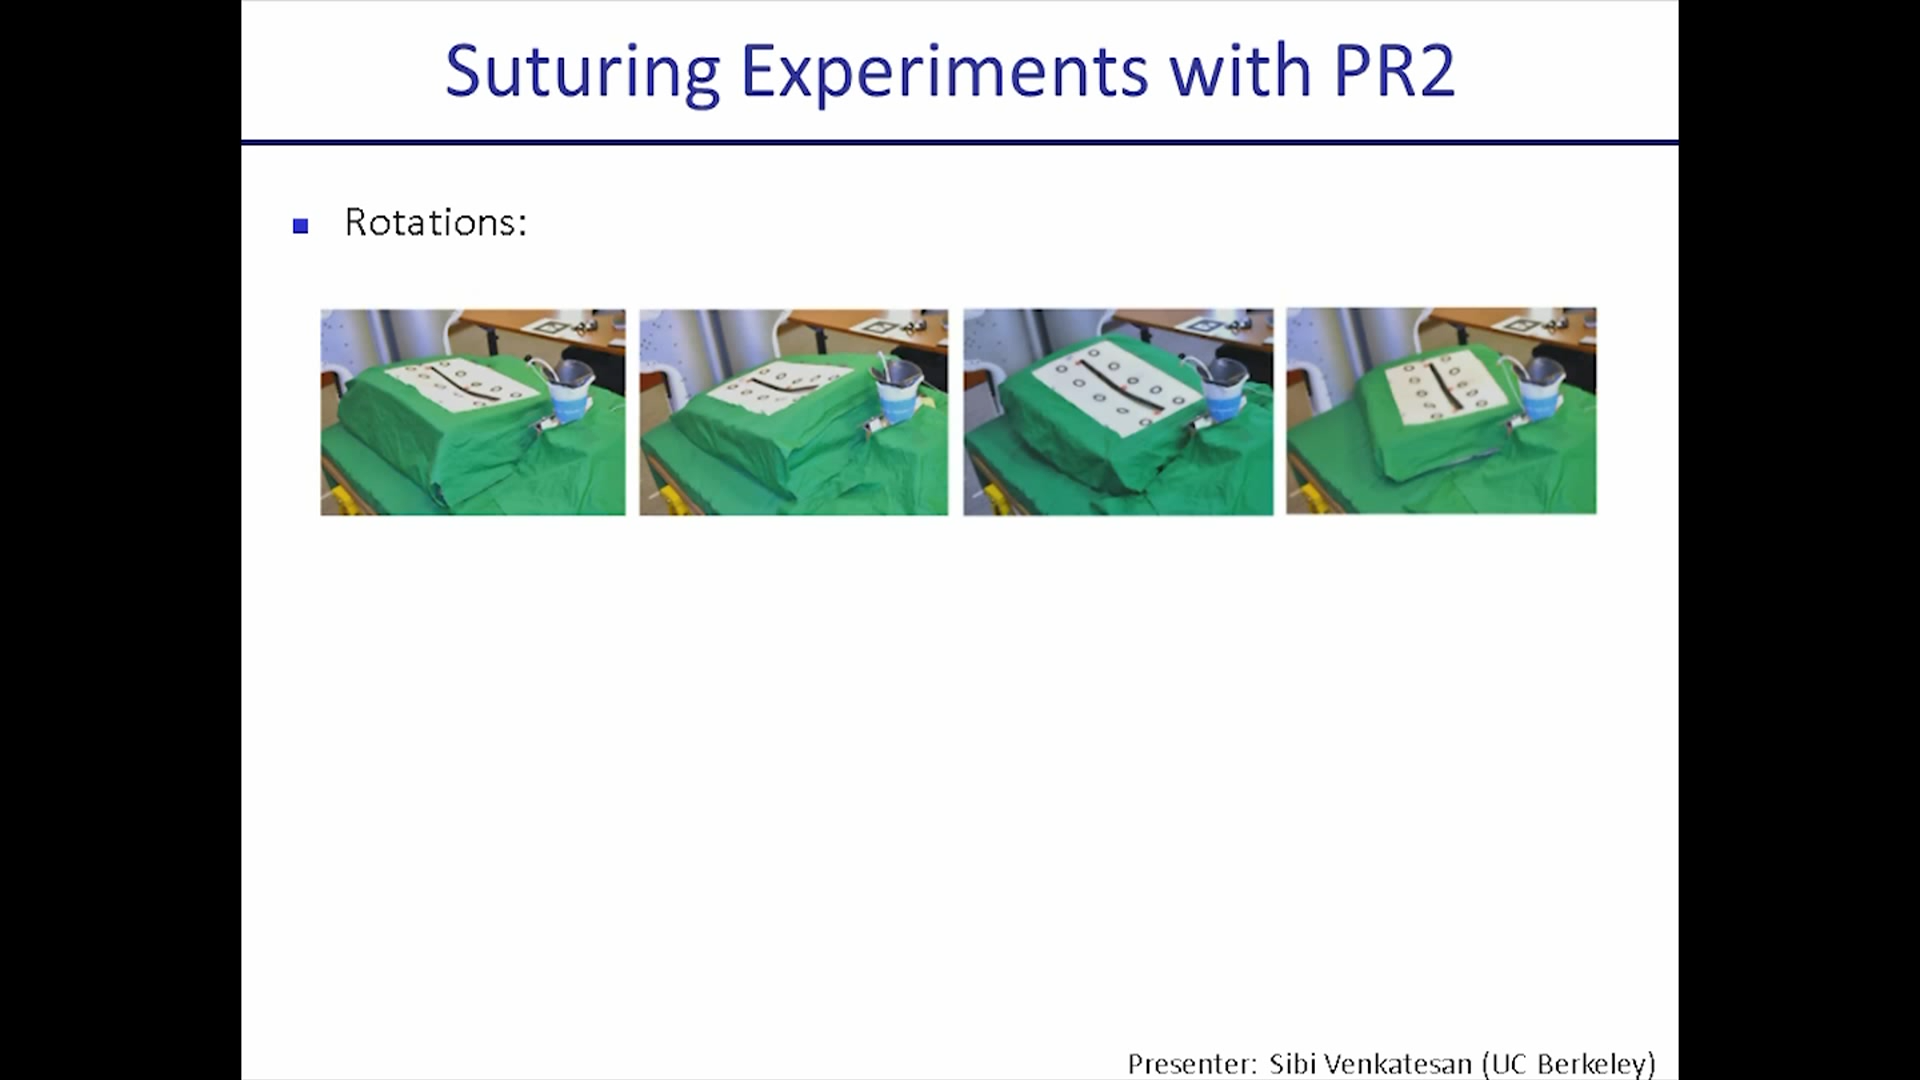 Suturing Experiments with PR2
Rotations:
Presenter: Sibi Venkatesan (UC Berkeley)